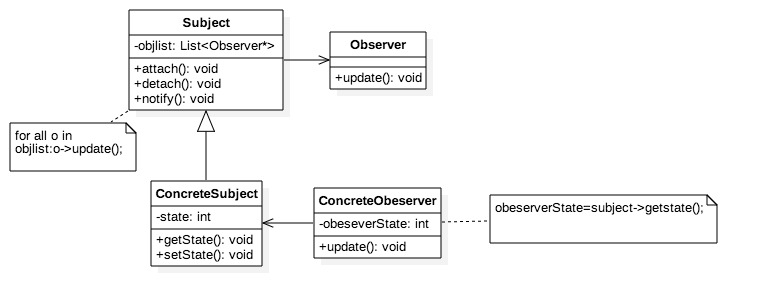 Subject
-objlist: List<Observer*>
+attach(): void
+detach(): void
+notify(): void
Observer
+update(): void
for all o in
objlist:o->update();
ConcreteSubject
-state: int
+getState(): void
+setState(): void
ConcreteObeserver
-obeseverState: int
+update(): void
obeserverState=subject->getstate();